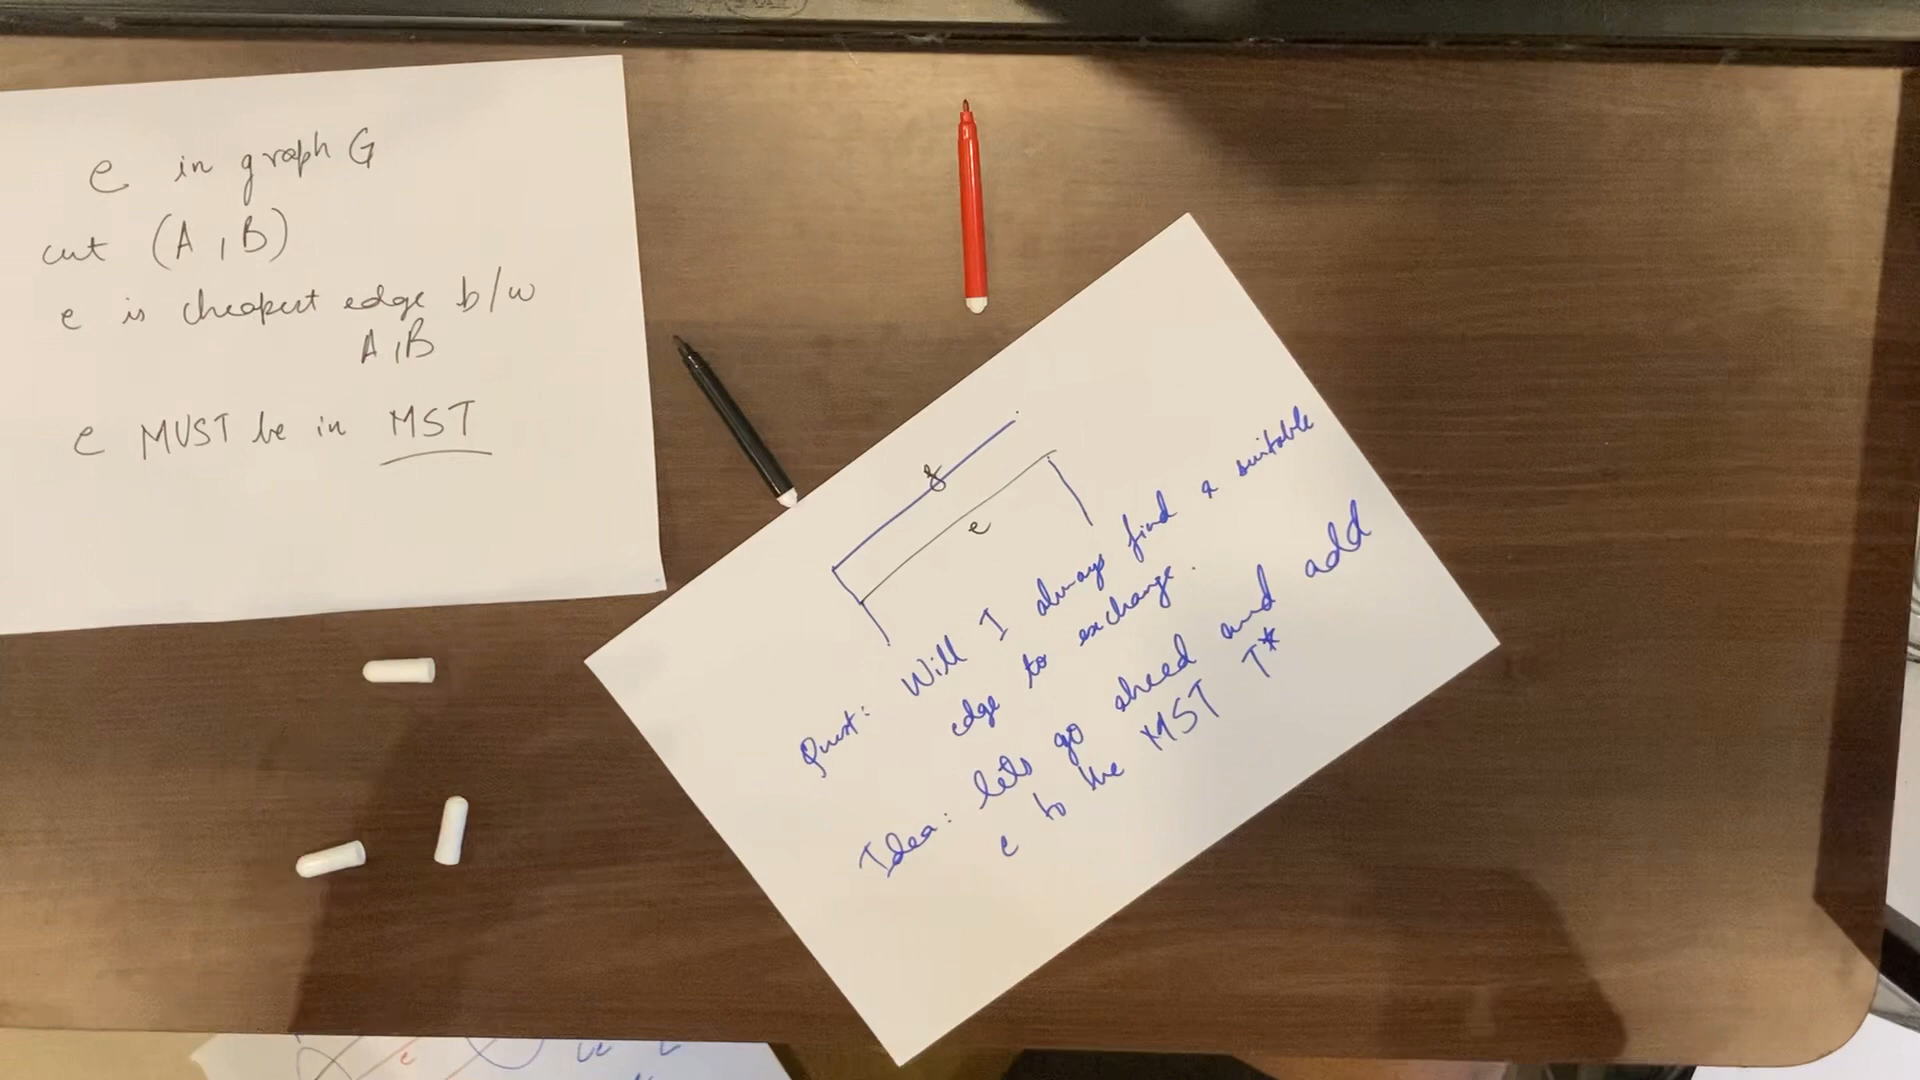 e in graph G
cut (A, B)
e is cheapest edge b/w
A, B
e MUST be in MST
f
e
Quest: Will I always find a suitable
edge to exchange.
Idea: lets go ahead and add
e to the MST T*
e